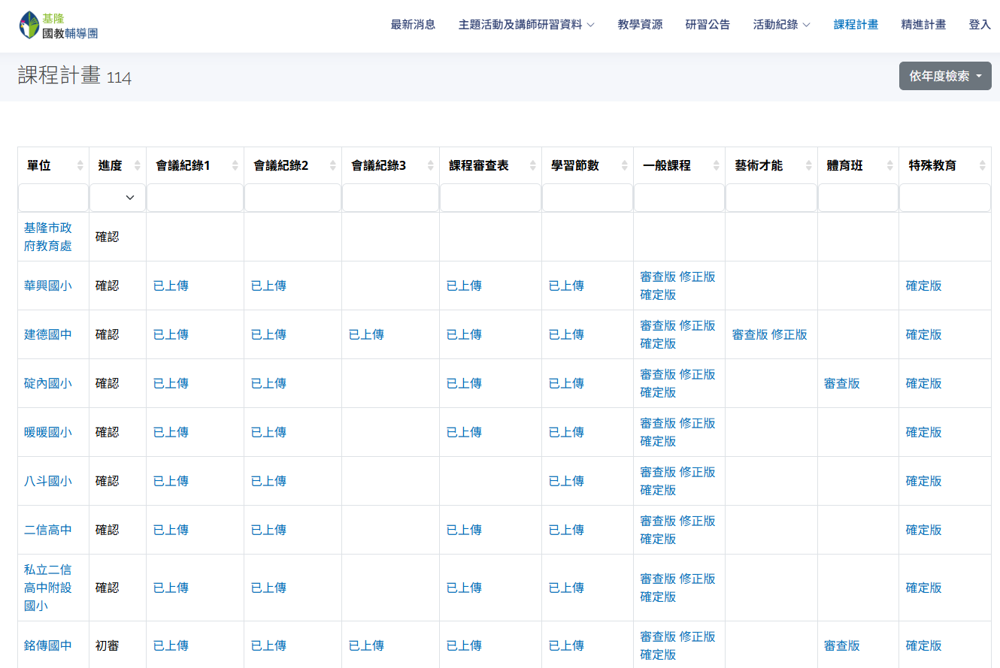 基隆
國教輔導團
最新消息 主題活動及講師研習資料 教學資源 研習公告 活動紀錄 課程計畫 精進計畫 登入
課程計畫 114
依年度檢索
單位 進度 會議紀錄1 會議紀錄2 會議紀錄3 課程審查表 學習節數 一般課程 藝術才能 體育班 特殊教育
基隆市政
府教育處 確認
華興國小 確認 已上傳 已上傳 已上傳 已上傳 審查版 修正版
確定版 確定版
建德國中 確認 已上傳 已上傳 已上傳 已上傳 已上傳 審查版 修正版
確定版 審查版 修正版 確定版
碇內國小 確認 已上傳 已上傳 已上傳 已上傳 審查版 修正版
確定版 審查版 確定版
暖暖國小 確認 已上傳 已上傳 已上傳 已上傳 審查版 修正版
確定版 確定版
八斗國小 確認 已上傳 已上傳 已上傳 審查版 修正版
確定版 確定版
二信高中 確認 已上傳 已上傳 已上傳 已上傳 審查版 修正版
確定版 確定版
私立二信
高中附設
國小 確認 已上傳 已上傳 已上傳 已上傳 審查版 修正版
確定版 確定版
銘傳國中 初審 已上傳 已上傳 已上傳 已上傳 已上傳 審查版 修正版
確定版 審查版 確定版